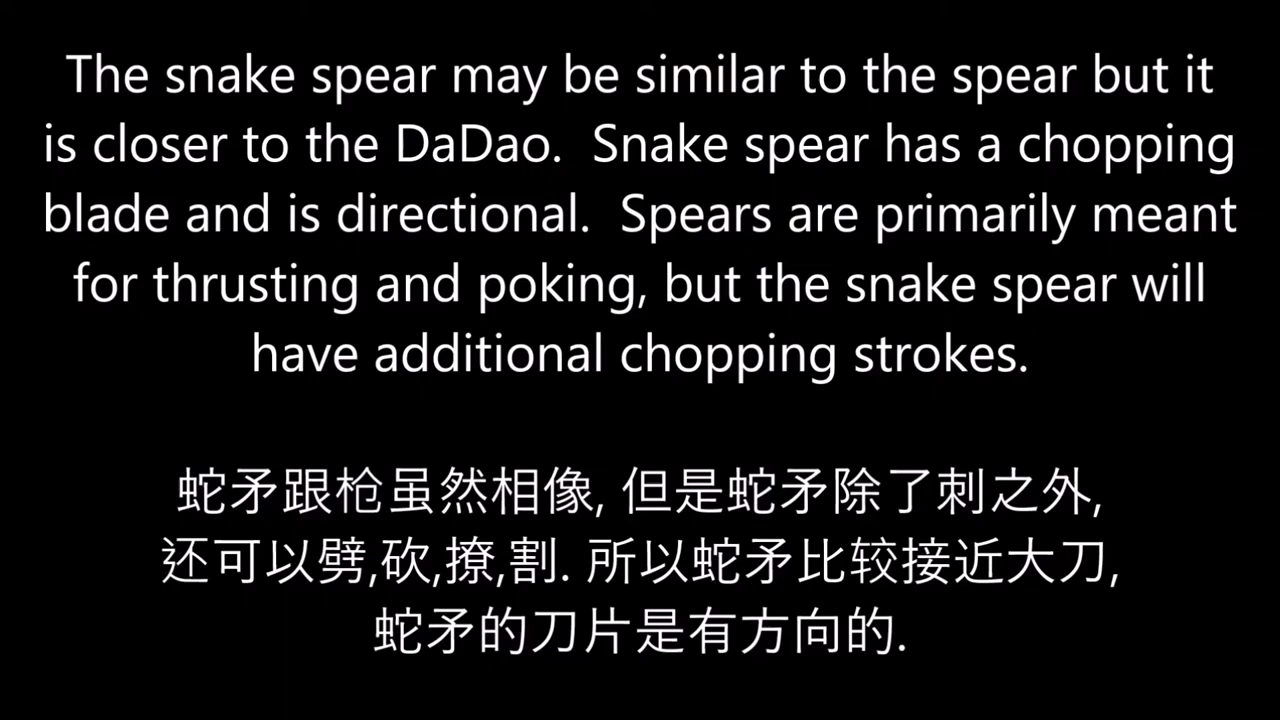 The snake spear may be similar to the spear but it
is closer to the DaDao.  Snake spear has a chopping
blade and is directional.  Spears are primarily meant
for thrusting and poking, but the snake spear will
have additional chopping strokes.
蛇矛跟枪虽然相像, 但是蛇矛除了刺之外,
还可以劈,砍,撩,割. 所以蛇矛比较接近大刀,
蛇矛的刀片是有方向的.